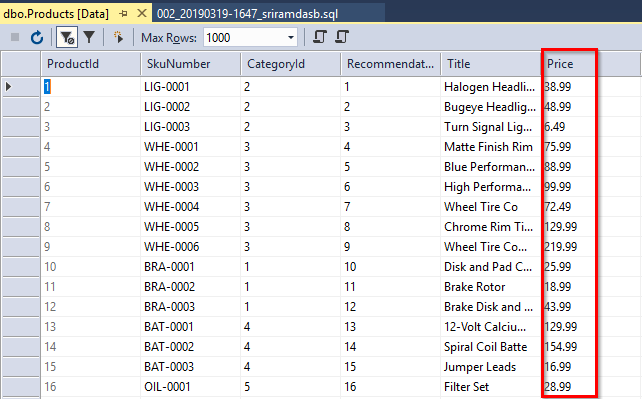 dbo.Products [Data] 002_20190319-1647_sriramdasb.sql
Max Rows: 1000
ProductId SkuNumber CategoryId Recommendat... Title Price
1 LIG-0001 2 1 Halogen Headli... 38.99
2 LIG-0002 2 2 Bugeye Headlig... 48.99
3 LIG-0003 2 3 Turn Signal Lig... 6.49
4 WHE-0001 3 4 Matte Finish Rim 75.99
5 WHE-0002 3 5 Blue Performan... 88.99
6 WHE-0003 3 6 High Performa... 99.99
7 WHE-0004 3 7 Wheel Tire Co 72.49
8 WHE-0005 3 8 Chrome Rim Ti... 129.99
9 WHE-0006 3 9 Wheel Tire Co... 219.99
10 BRA-0001 1 10 Disk and Pad C... 25.99
11 BRA-0002 1 11 Brake Rotor 18.99
12 BRA-0003 1 12 Brake Disk and ... 43.99
13 BAT-0001 4 13 12-Volt Calciu... 129.99
14 BAT-0002 4 14 Spiral Coil Batte 154.99
15 BAT-0003 4 15 Jumper Leads 16.99
16 OIL-0001 5 16 Filter Set 28.99